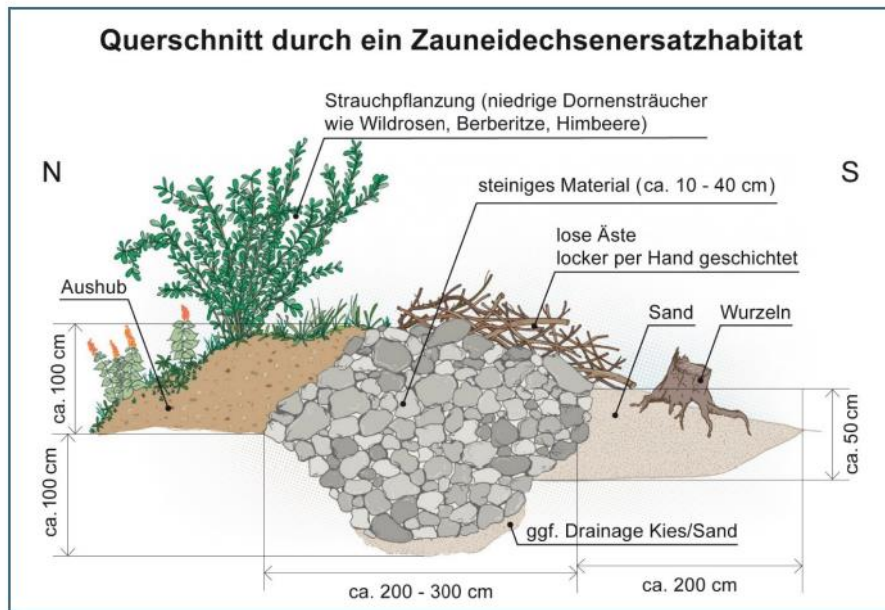 Querschnitt durch ein Zauneidechsenersatzhabitat
Strauchpflanzung (niedrige Dornensträucher
wie Wildrosen, Berberitze, Himbeere)
N
S
steiniges Material (ca. 10 - 40 cm)
lose Äste
locker per Hand geschichtet
Aushub
Sand
Wurzeln
ca. 100 cm
ca. 50 cm
ca. 100 cm
ggf. Drainage Kies/Sand
ca. 200 - 300 cm
ca. 200 cm